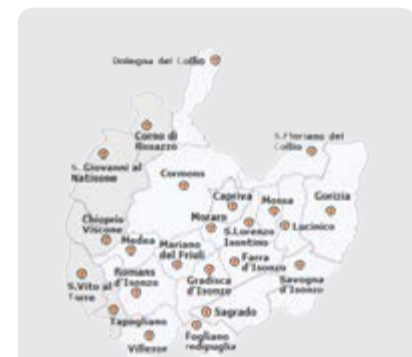 Dolegna del Collio
Corno di
Rosazzo
S.Floriano del
Collio
S. Giovanni al
Natisone
Cormons
Capriva
Mossa
Gorizia
Chiopris
Viscone
Moraro
S.Lorenzo
Isontino
Lucinico
Medea
Mariano
del Friuli
Farra
d'Isonzo
Romans
d'Isonzo
Gradisca
d'Isonzo
Savogna
d'Isonzo
S.Vito al
Torre
Tapogliano
Sagrado
Villesse
Fogliano
redipuglia